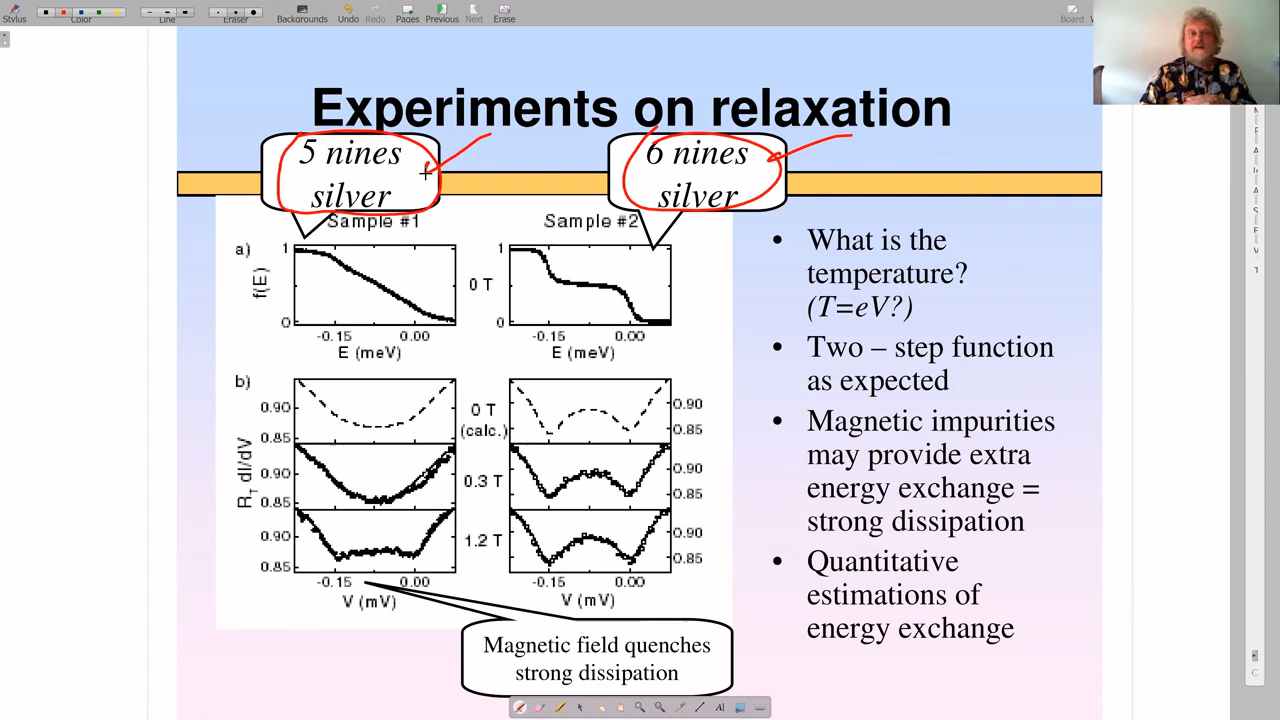 Stylus
Color
Line
Eraser
Backgrounds
Undo
Redo
Pages
Previous
Next
Erase
Board
Experiments on relaxation
5 nines
silver
6 nines
silver
Sample #1
Sample #2
a)
f(E)
1
0
-0.15
0.00
E (meV)
0 T
1
0
-0.15
0.00
E (meV)
b)
R_T dI/dV
0.90
0.85
0.90
0.85
0.90
0.85
0 T
(calc.)
0.3 T
1.2 T
0.90
0.85
0.90
0.85
0.90
0.85
-0.15
0.00
V (mV)
-0.15
0.00
V (mV)
Magnetic field quenches
strong dissipation
• What is the
temperature?
(T=eV?)
• Two – step function
as expected
• Magnetic impurities
may provide extra
energy exchange =
strong dissipation
• Quantitative
estimations of
energy exchange